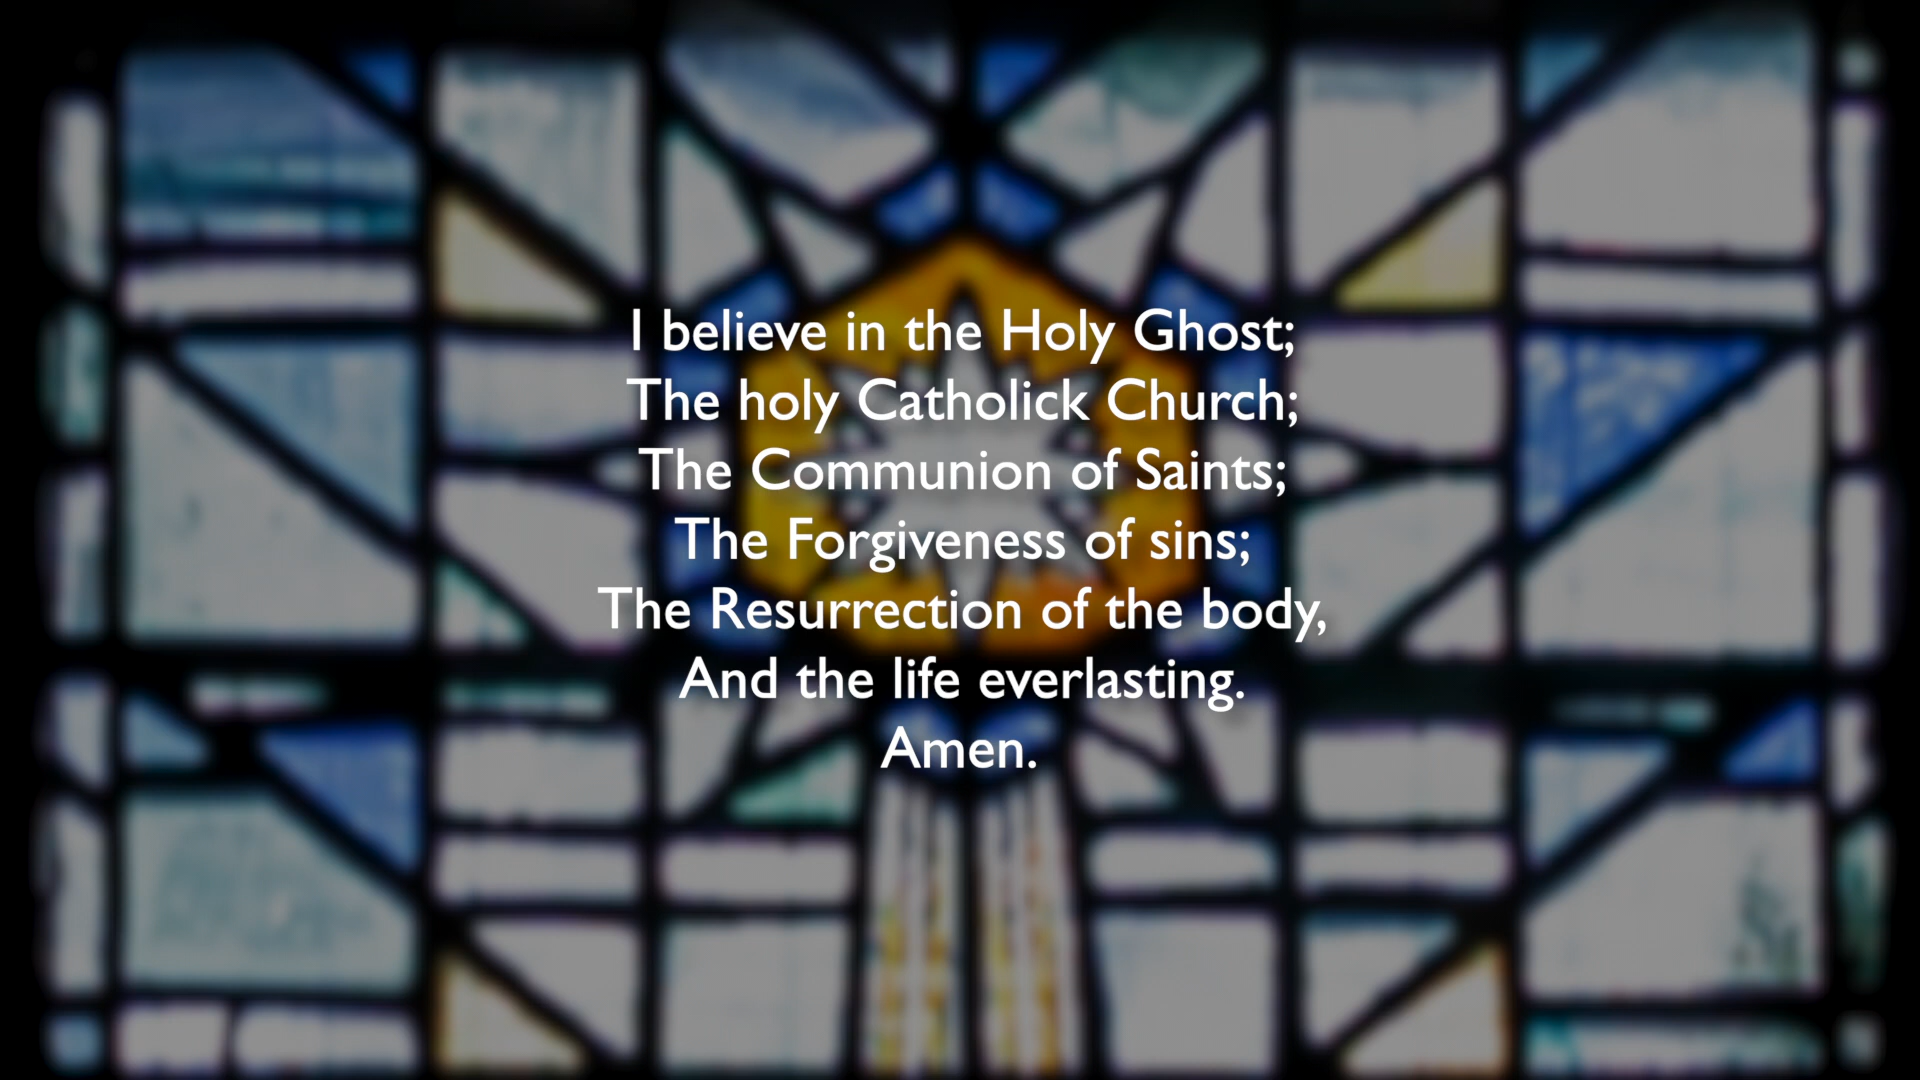 I believe in the Holy Ghost;
The holy Catholick Church;
The Communion of Saints;
The Forgiveness of sins;
The Resurrection of the body,
And the life everlasting.
Amen.